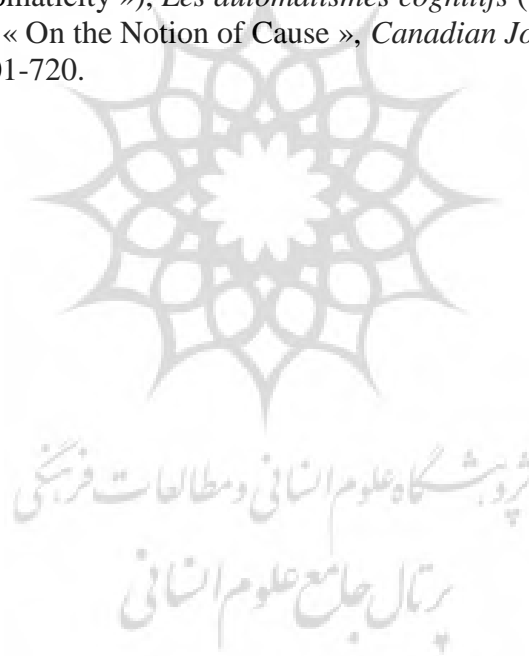 omaticity »), Les automatismes cognitifs (
« On the Notion of Cause », Canadian Jo
01-720.
پژوهشگاه علوم انسانی و مطالعات فرهنگی
پرتال جامع علوم انسانی